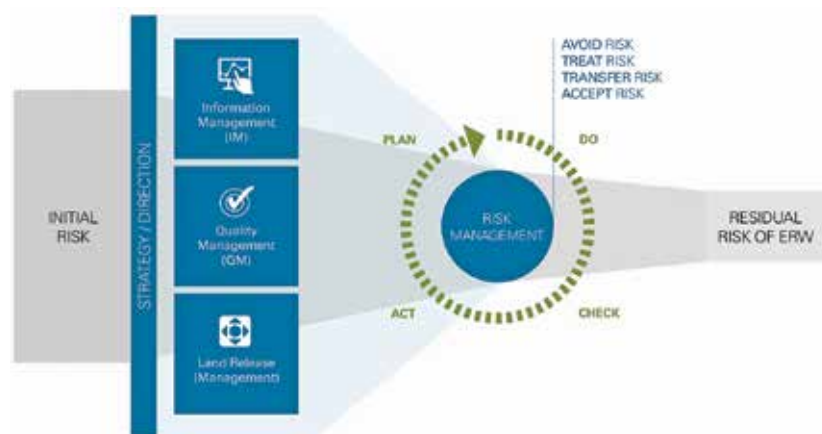 INITIAL
RISK
STRATEGY / DIRECTION
Information
Management
(IM)
Quality
Management
(QM)
Land Release
(Management)
PLAN
DO
ACT
CHECK
RISK
MANAGEMENT
AVOID RISK
TREAT RISK
TRANSFER RISK
ACCEPT RISK
RESIDUAL
RISK OF ERW